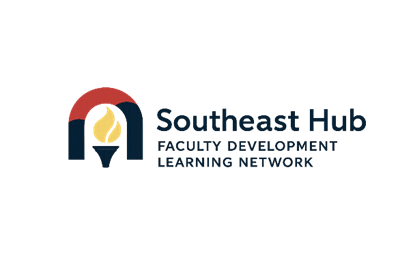 Southeast Hub
FACULTY DEVELOPMENT
LEARNING NETWORK